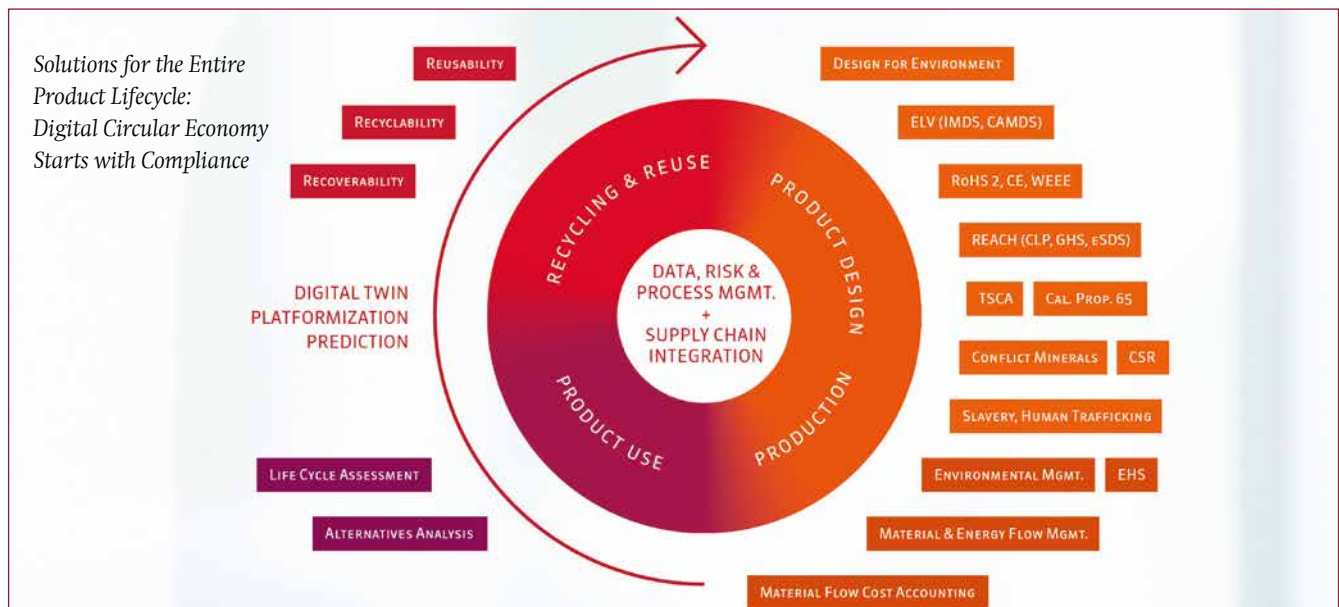 Solutions for the Entire
Product Lifecycle:
Digital Circular Economy
Starts with Compliance
REUSABILITY
RECYCLABILITY
RECOVERABILITY
DIGITAL TWIN
PLATFORMIZATION
PREDICTION
LIFE CYCLE ASSESSMENT
ALTERNATIVES ANALYSIS
RECYCLING & REUSE
PRODUCT DESIGN
PRODUCT USE
PRODUCTION
DATA, RISK &
PROCESS MGMT.
+
SUPPLY CHAIN
INTEGRATION
DESIGN FOR ENVIRONMENT
ELV (IMDS, CAMDS)
ROHS 2, CE, WEEE
REACH (CLP, GHS, ESDS)
TSCA
CAL. PROP. 65
CONFLICT MINERALS
CSR
SLAVERY, HUMAN TRAFFICKING
ENVIRONMENTAL MGMT.
EHS
MATERIAL & ENERGY FLOW MGMT.
MATERIAL FLOW COST ACCOUNTING